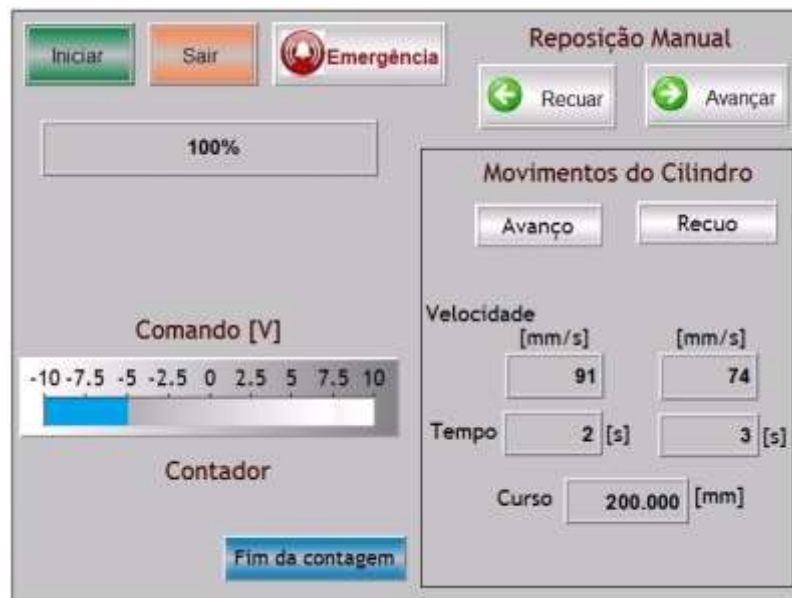 Iniciar
Sair
Emergência
Reposição Manual
Recuar
Avançar
100%
Movimentos do Cilindro
Avanço
Recuo
Comando [V]
-10 -7.5 -5 -2.5 0 2.5 5 7.5 10
Contador
Fim da contagem
Velocidade
[mm/s]
[mm/s]
91
74
Tempo 2 [s] 3 [s]
Curso 200.000 [mm]